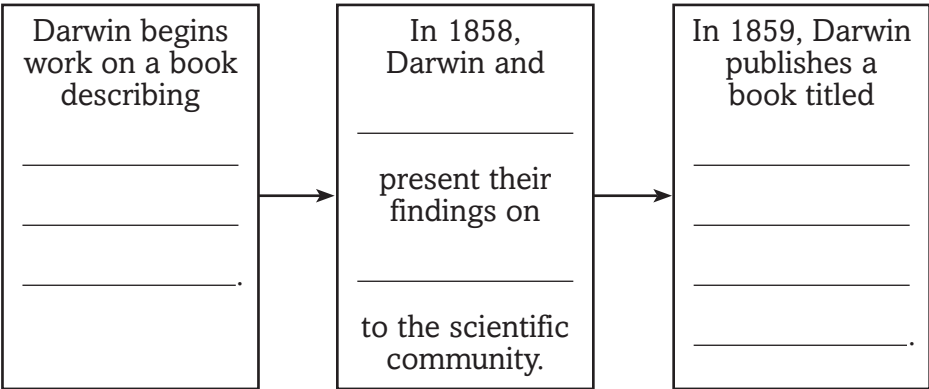 Darwin begins
work on a book
describing
.
In 1858,
Darwin and
present their
findings on
to the scientific
community.
In 1859, Darwin
publishes a
book titled
.